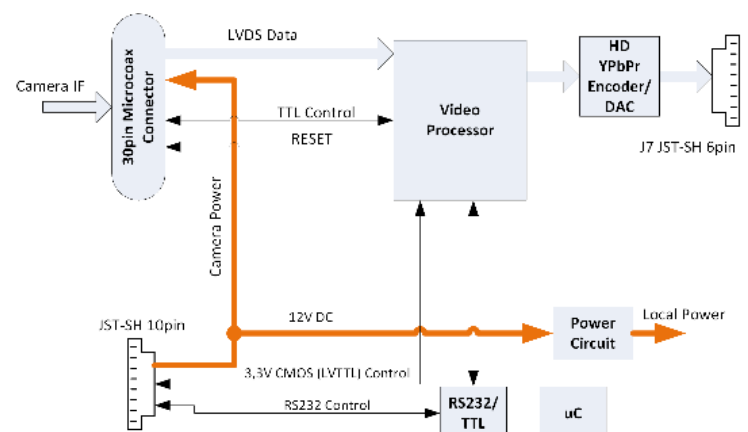 LVDS Data
HD
YPbPr
Encoder/
DAC
Camera IF
30pin Microcoax
Connector
TTL Control
RESET
Video
Processor
J7 JST-SH 6pin
Camera Power
JST-SH 10pin
12V DC
Power
Circuit
Local Power
3,3V CMOS (LVTTL) Control
RS232 Control
RS232/
TTL
uC